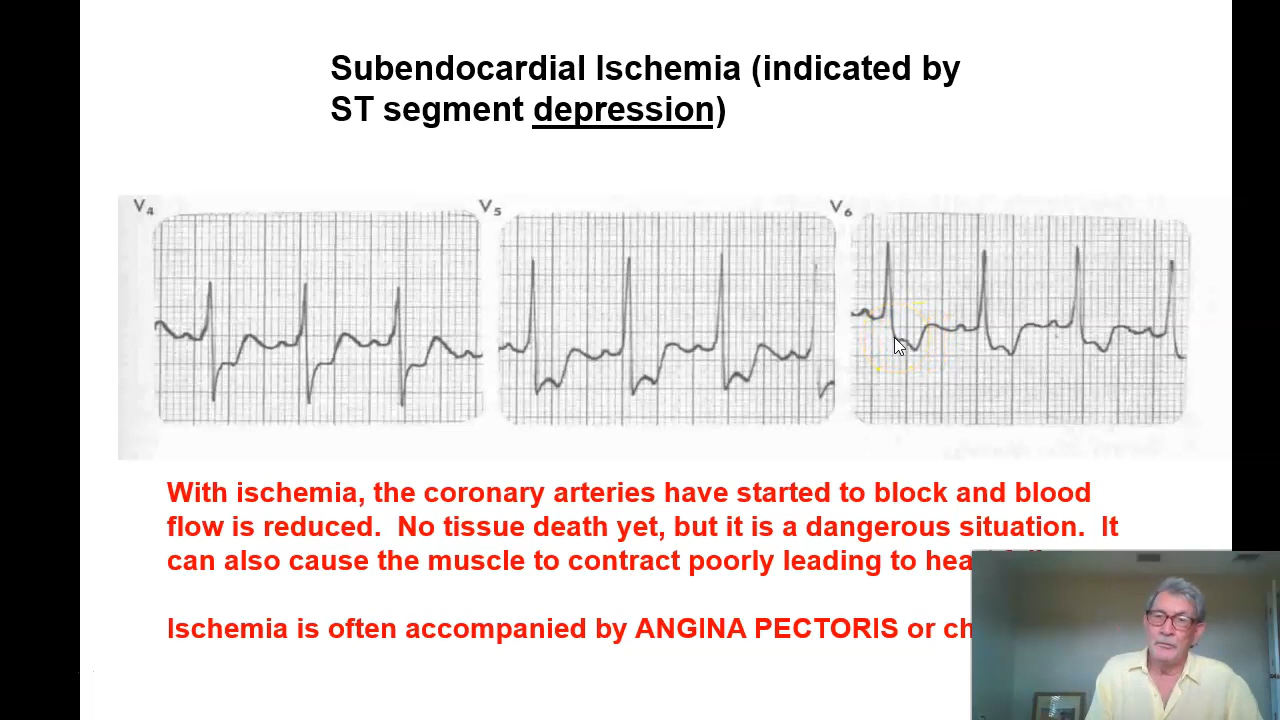 Subendocardial Ischemia (indicated by
ST segment depression)
V4
V5
V6
With ischemia, the coronary arteries have started to block and blood
flow is reduced. No tissue death yet, but it is a dangerous situation. It
can also cause the muscle to contract poorly leading to
Ischemia is often accompanied by ANGINA PECTORIS or